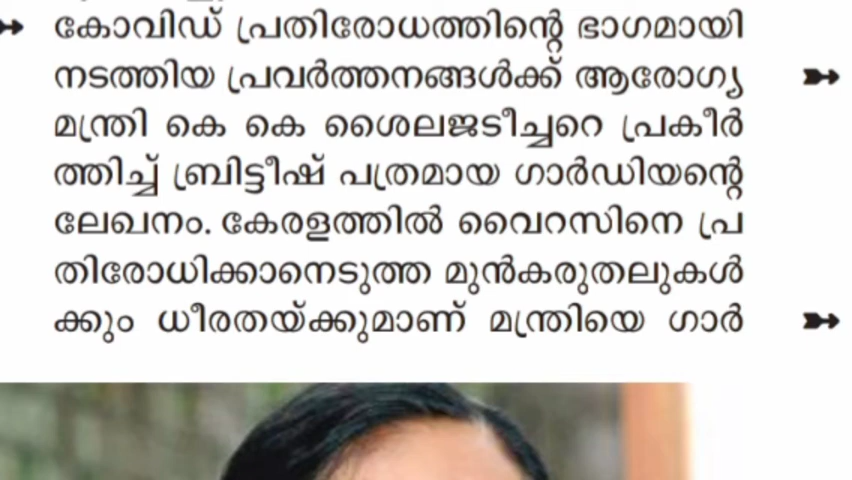 കോവിഡ് പ്രതിരോധത്തിന്റെ ഭാഗമായി
നടത്തിയ പ്രവർത്തനങ്ങൾക്ക് ആരോഗ്യ
മന്ത്രി കെ കെ ശൈലജടീച്ചറെ പ്രകീർ
ത്തിച്ച് ബ്രിട്ടീഷ് പത്രമായ ഗാർഡിയന്റെ
ലേഖനം. കേരളത്തിൽ വൈറസിനെ പ്ര
തിരോധിക്കാനെടുത്ത മുൻകരുതലുകൾ
ക്കും ധീരതയ്ക്കുമാണ് മന്ത്രിയെ ഗാർ